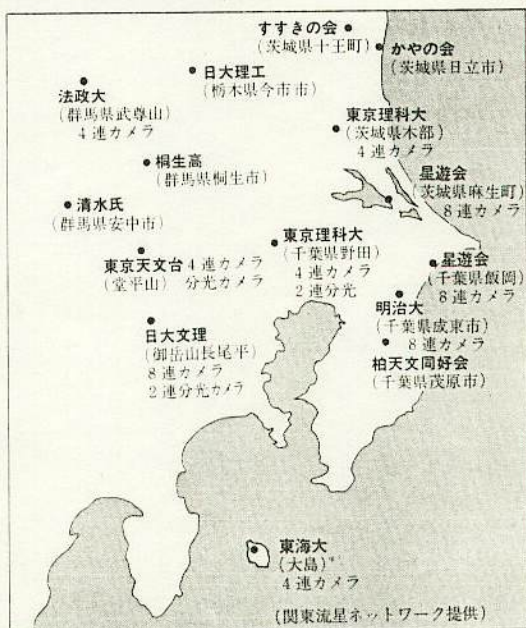 すすきの会
(茨城県十王町)
かやの会
(茨城県日立市)
日大理工
(栃木県今市市)
法政大
(群馬県武尊山)
4連カメラ
東京理科大
(茨城県木部)
4連カメラ
桐生高
(群馬県桐生市)
星遊会
(茨城県麻生町)
8連カメラ
清水氏
(群馬県安中市)
東京天文台 4連カメラ
(堂平山) 分光カメラ
東京理科大
(千葉県野田)
4連カメラ
2連分光
星遊会
(千葉県飯岡)
8連カメラ
明治大
(千葉県成東市)
8連カメラ
日大文理
(御岳山長尾平)
8連カメラ
2連分光カメラ
柏天文同好会
(千葉県茂原市)
東海大
(大島)
4連カメラ
(関東流星ネットワーク提供)